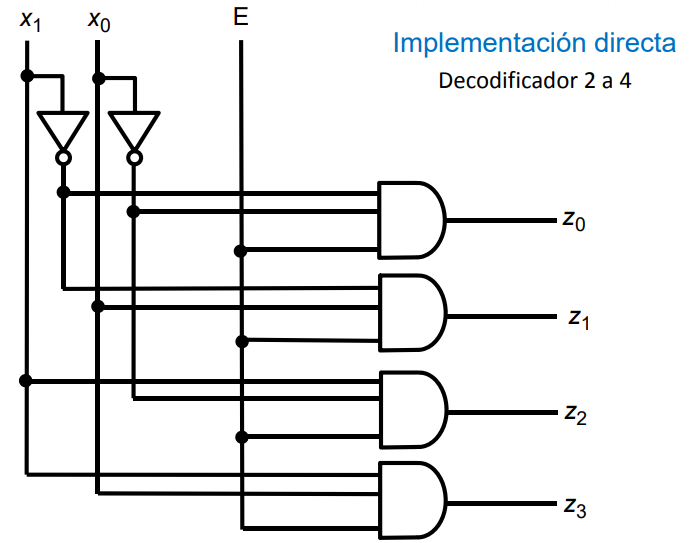 x₁ x₀ E
Implementación directa
Decodificador 2 a 4
z₀
z₁
z₂
z₃